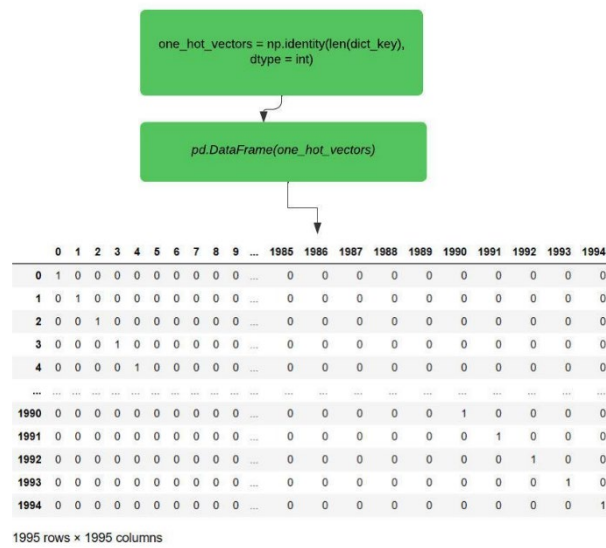 one_hot_vectors = np.identity(len(dict_key),
dtype = int)
pd.DataFrame(one_hot_vectors)
0 1 2 3 4 5 6 7 8 9 ... 1985 1986 1987 1988 1989 1990 1991 1992 1993 1994
0 1 0 0 0 0 0 0 0 0 0 ... 0 0 0 0 0 0 0 0 0 0
1 0 1 0 0 0 0 0 0 0 0 ... 0 0 0 0 0 0 0 0 0 0
2 0 0 1 0 0 0 0 0 0 0 ... 0 0 0 0 0 0 0 0 0 0
3 0 0 0 1 0 0 0 0 0 0 ... 0 0 0 0 0 0 0 0 0 0
4 0 0 0 0 1 0 0 0 0 0 ... 0 0 0 0 0 0 0 0 0 0
... ... ... ... ... ... ... ... ... ... ... ... ... ... ... ... ... ... ... ... ... ...
1990 0 0 0 0 0 0 0 0 0 0 ... 0 0 0 0 0 1 0 0 0 0
1991 0 0 0 0 0 0 0 0 0 0 ... 0 0 0 0 0 0 1 0 0 0
1992 0 0 0 0 0 0 0 0 0 0 ... 0 0 0 0 0 0 0 1 0 0
1993 0 0 0 0 0 0 0 0 0 0 ... 0 0 0 0 0 0 0 0 1 0
1994 0 0 0 0 0 0 0 0 0 0 ... 0 0 0 0 0 0 0 0 0 1
1995 rows × 1995 columns